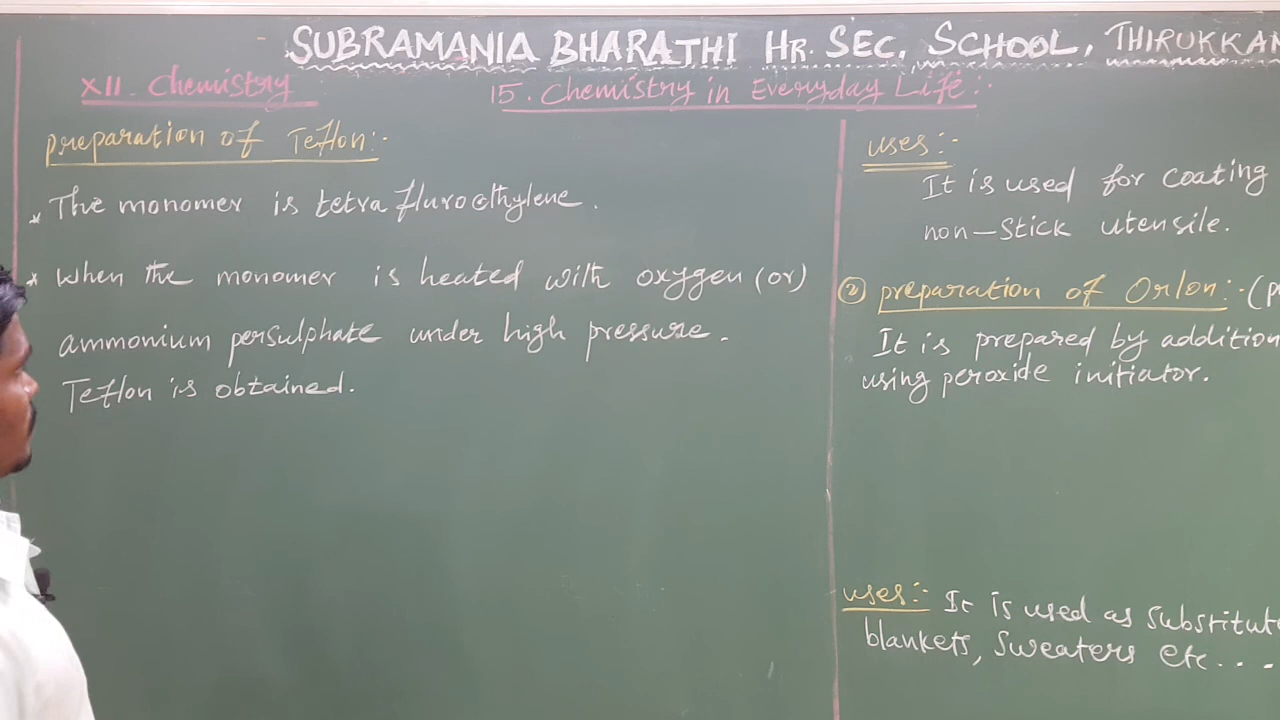 SUBRAMANIA BHARATHI HR. SEC. SCHOOL, THIRUKKAN
XII. Chemistry
15. Chemistry in Everyday Life:-
preparation of Teflon:-
* The monomer is tetra fluroethylene.
* When the monomer is heated with oxygen (or)
ammonium persulphate under high pressure.
Teflon is obtained.
uses:-
It is used for coating
non-stick utensile.
② preparation of Orlon:- (p
It is prepared by addition
using peroxide initiator.
uses:- It is used as substitute
blankets, sweaters etc....